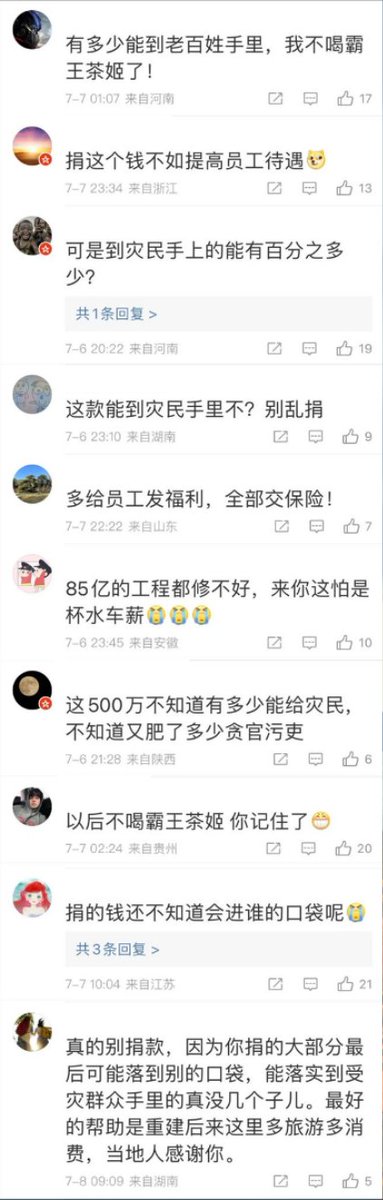 有多少能到老百姓手里，我不喝霸
王茶姬了！
7-7 01:07 来自河南 17
捐这个钱不如提高员工待遇
7-7 23:34 来自浙江 13
可是到灾民手上的能有百分之多
少？
共1条回复 >
7-6 20:22 来自河南 19
这款能到灾民手里不？别乱捐
7-6 23:10 来自湖南 9
多给员工发福利，全部交保险！
7-7 22:22 来自山东 7
85亿的工程都修不好，来你这怕是
杯水车薪😭😭😭
7-6 23:45 来自安徽 10
这500万不知道有多少能给灾民，
不知道又肥了多少贪官污吏
7-6 21:28 来自陕西 6
以后不喝霸王茶姬 你记住了😁
7-7 02:24 来自贵州 20
捐的钱还不知道会进谁的口袋呢😭
共3条回复 >
7-7 10:04 来自江苏 21
真的别捐款，因为你捐的大部分最
后可能落到别的口袋，能落实到受
灾群众手里的真没几个子儿。最好
的帮助是重建后来这里多旅游多消
费，当地人感谢你。
7-8 09:09 来自湖南 5